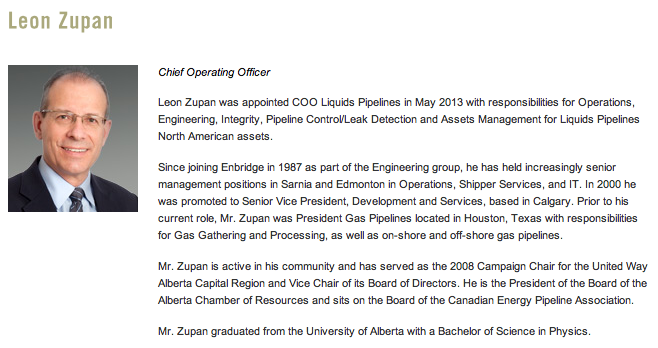 Leon Zupan
Chief Operating Officer
Leon Zupan was appointed COO Liquids Pipelines in May 2013 with responsibilities for Operations,
Engineering, Integrity, Pipeline Control/Leak Detection and Assets Management for Liquids Pipelines
North American assets.
Since joining Enbridge in 1987 as part of the Engineering group, he has held increasingly senior
management positions in Sarnia and Edmonton in Operations, Shipper Services, and IT. In 2000 he
was promoted to Senior Vice President, Development and Services, based in Calgary. Prior to his
current role, Mr. Zupan was President Gas Pipelines located in Houston, Texas with responsibilities
for Gas Gathering and Processing, as well as on-shore and off-shore gas pipelines.
Mr. Zupan is active in his community and has served as the 2008 Campaign Chair for the United Way
Alberta Capital Region and Vice Chair of its Board of Directors. He is the President of the Board of the
Alberta Chamber of Resources and sits on the Board of the Canadian Energy Pipeline Association.
Mr. Zupan graduated from the University of Alberta with a Bachelor of Science in Physics.